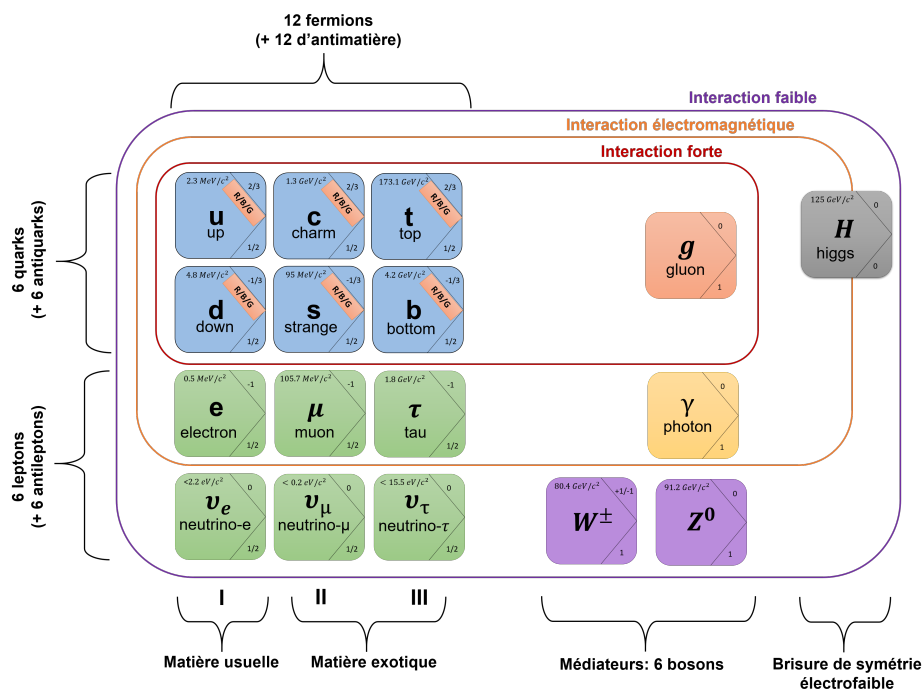 12 fermions
(+ 12 d'antimatière)
Interaction faible
Interaction électromagnétique
Interaction forte
6 quarks
(+ 6 antiquarks)
2.3 MeV/c²
2/3
R/B/G
u
up
1/2
1.3 GeV/c²
2/3
R/B/G
c
charm
1/2
173.1 GeV/c²
2/3
R/B/G
t
top
1/2
0
g
gluon
1
125 GeV/c²
0
H
higgs
0
4.8 MeV/c²
-1/3
R/B/G
d
down
1/2
95 MeV/c²
-1/3
R/B/G
s
strange
1/2
4.2 GeV/c²
-1/3
R/B/G
b
bottom
1/2
6 leptons
(+ 6 antileptons)
0.5 MeV/c²
-1
e
electron
1/2
105.7 MeV/c²
-1
μ
muon
1/2
1.8 GeV/c²
-1
τ
tau
1/2
0
γ
photon
1
<2.2 eV/c²
0
υe
neutrino-e
1/2
< 0.2 eV/c²
0
υμ
neutrino-μ
1/2
< 15.5 eV/c²
0
υτ
neutrino-τ
1/2
80.4 GeV/c²
+1/-1
W±
1
91.2 GeV/c²
0
Z⁰
1
I
II
III
Matière usuelle
Matière exotique
Médiateurs: 6 bosons
Brisure de symétrie
électrofaible